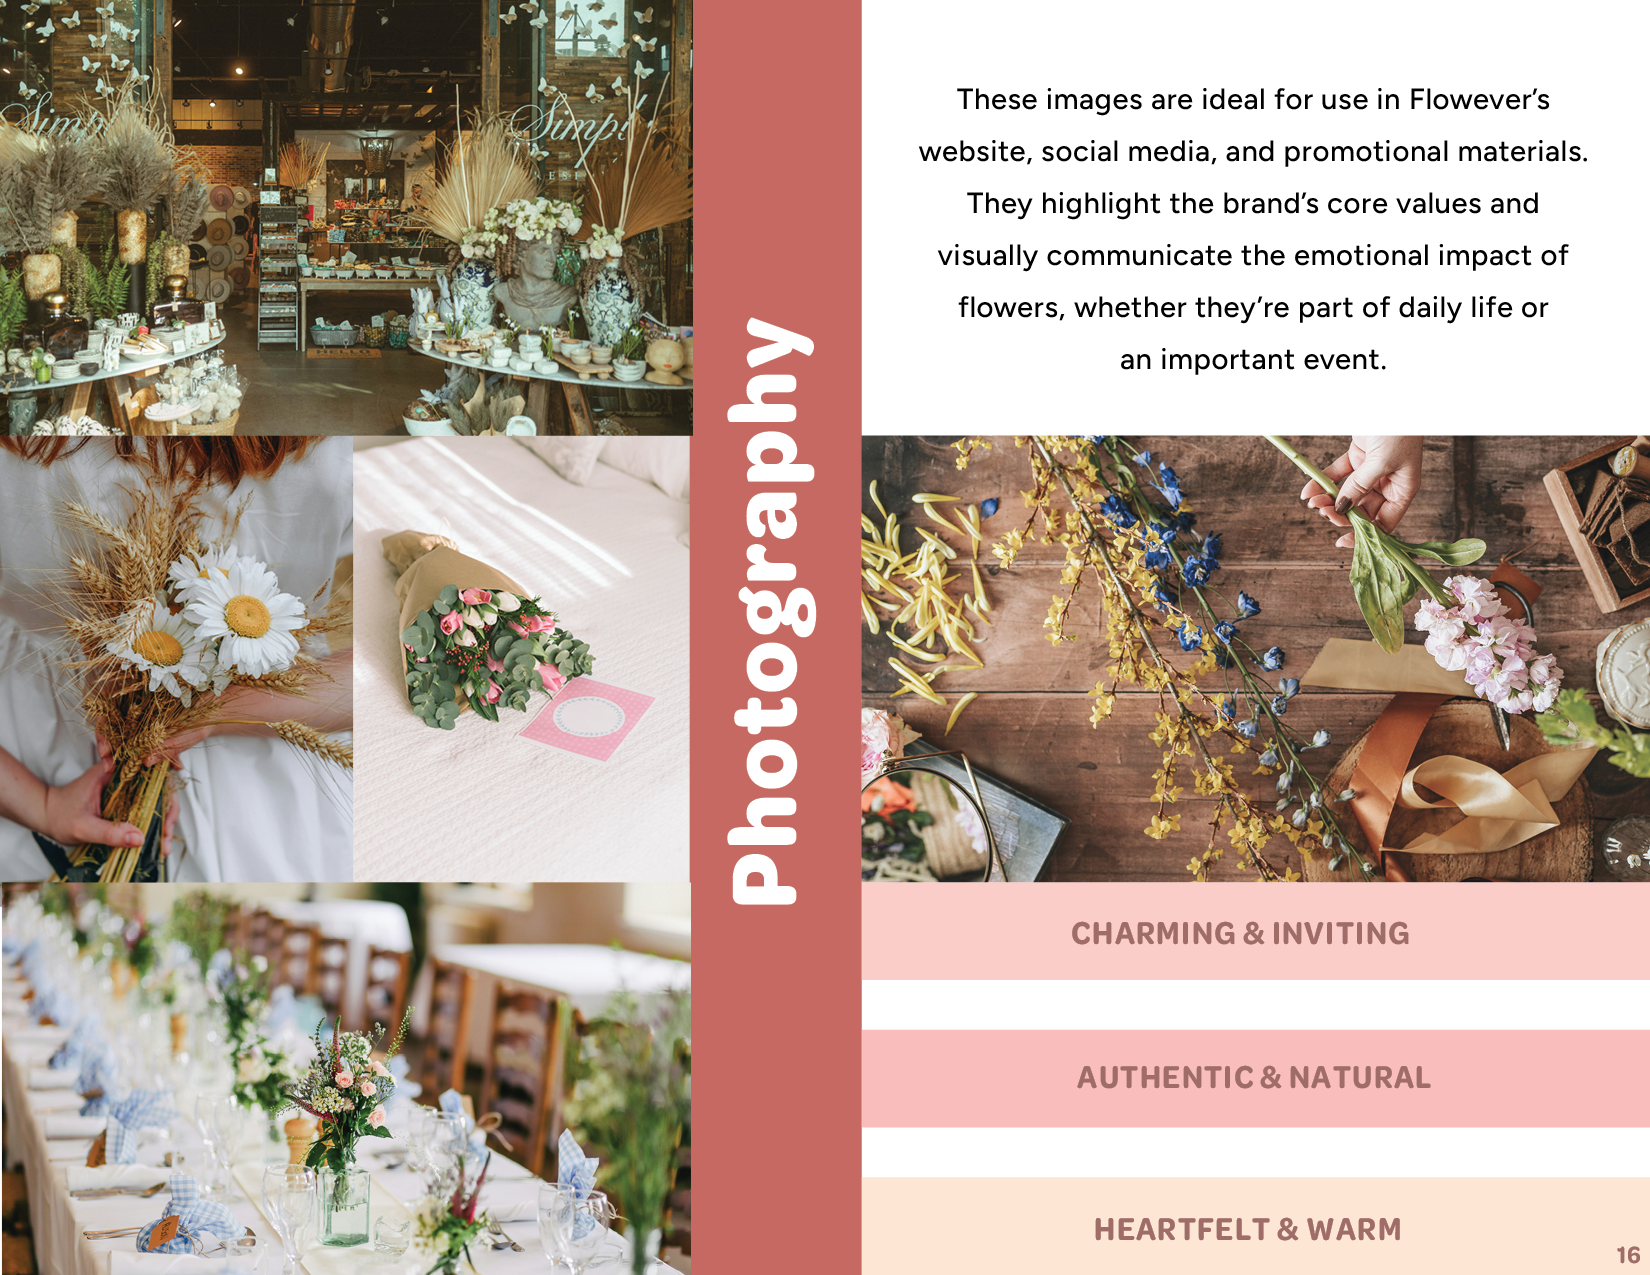 Simpl
Simpl
Photography
These images are ideal for use in Flowever’s
website, social media, and promotional materials.
They highlight the brand’s core values and
visually communicate the emotional impact of
flowers, whether they’re part of daily life or
an important event.
CHARMING & INVITING
AUTHENTIC & NATURAL
HEARTFELT & WARM
16